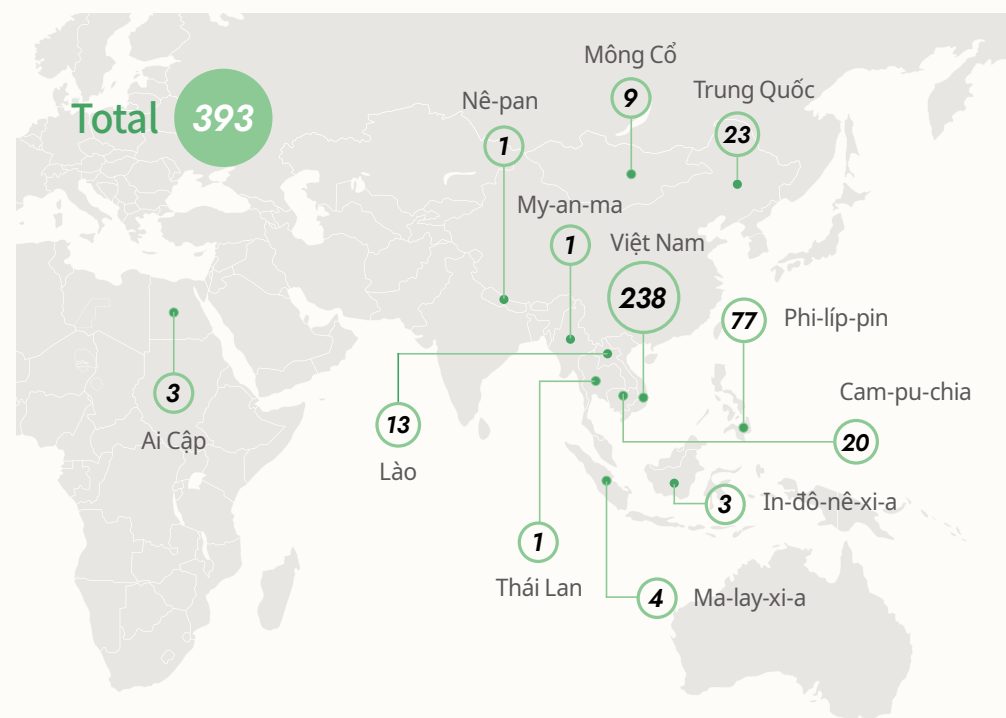 Total 393
Mông Cổ
9
Trung Quốc
23
Nê-pan
1
My-an-ma
1
Việt Nam
238
77
Phi-líp-pin
3
Ai Cập
13
Lào
Cam-pu-chia
20
3
In-đô-nê-xi-a
1
Thái Lan
4
Ma-lay-xi-a